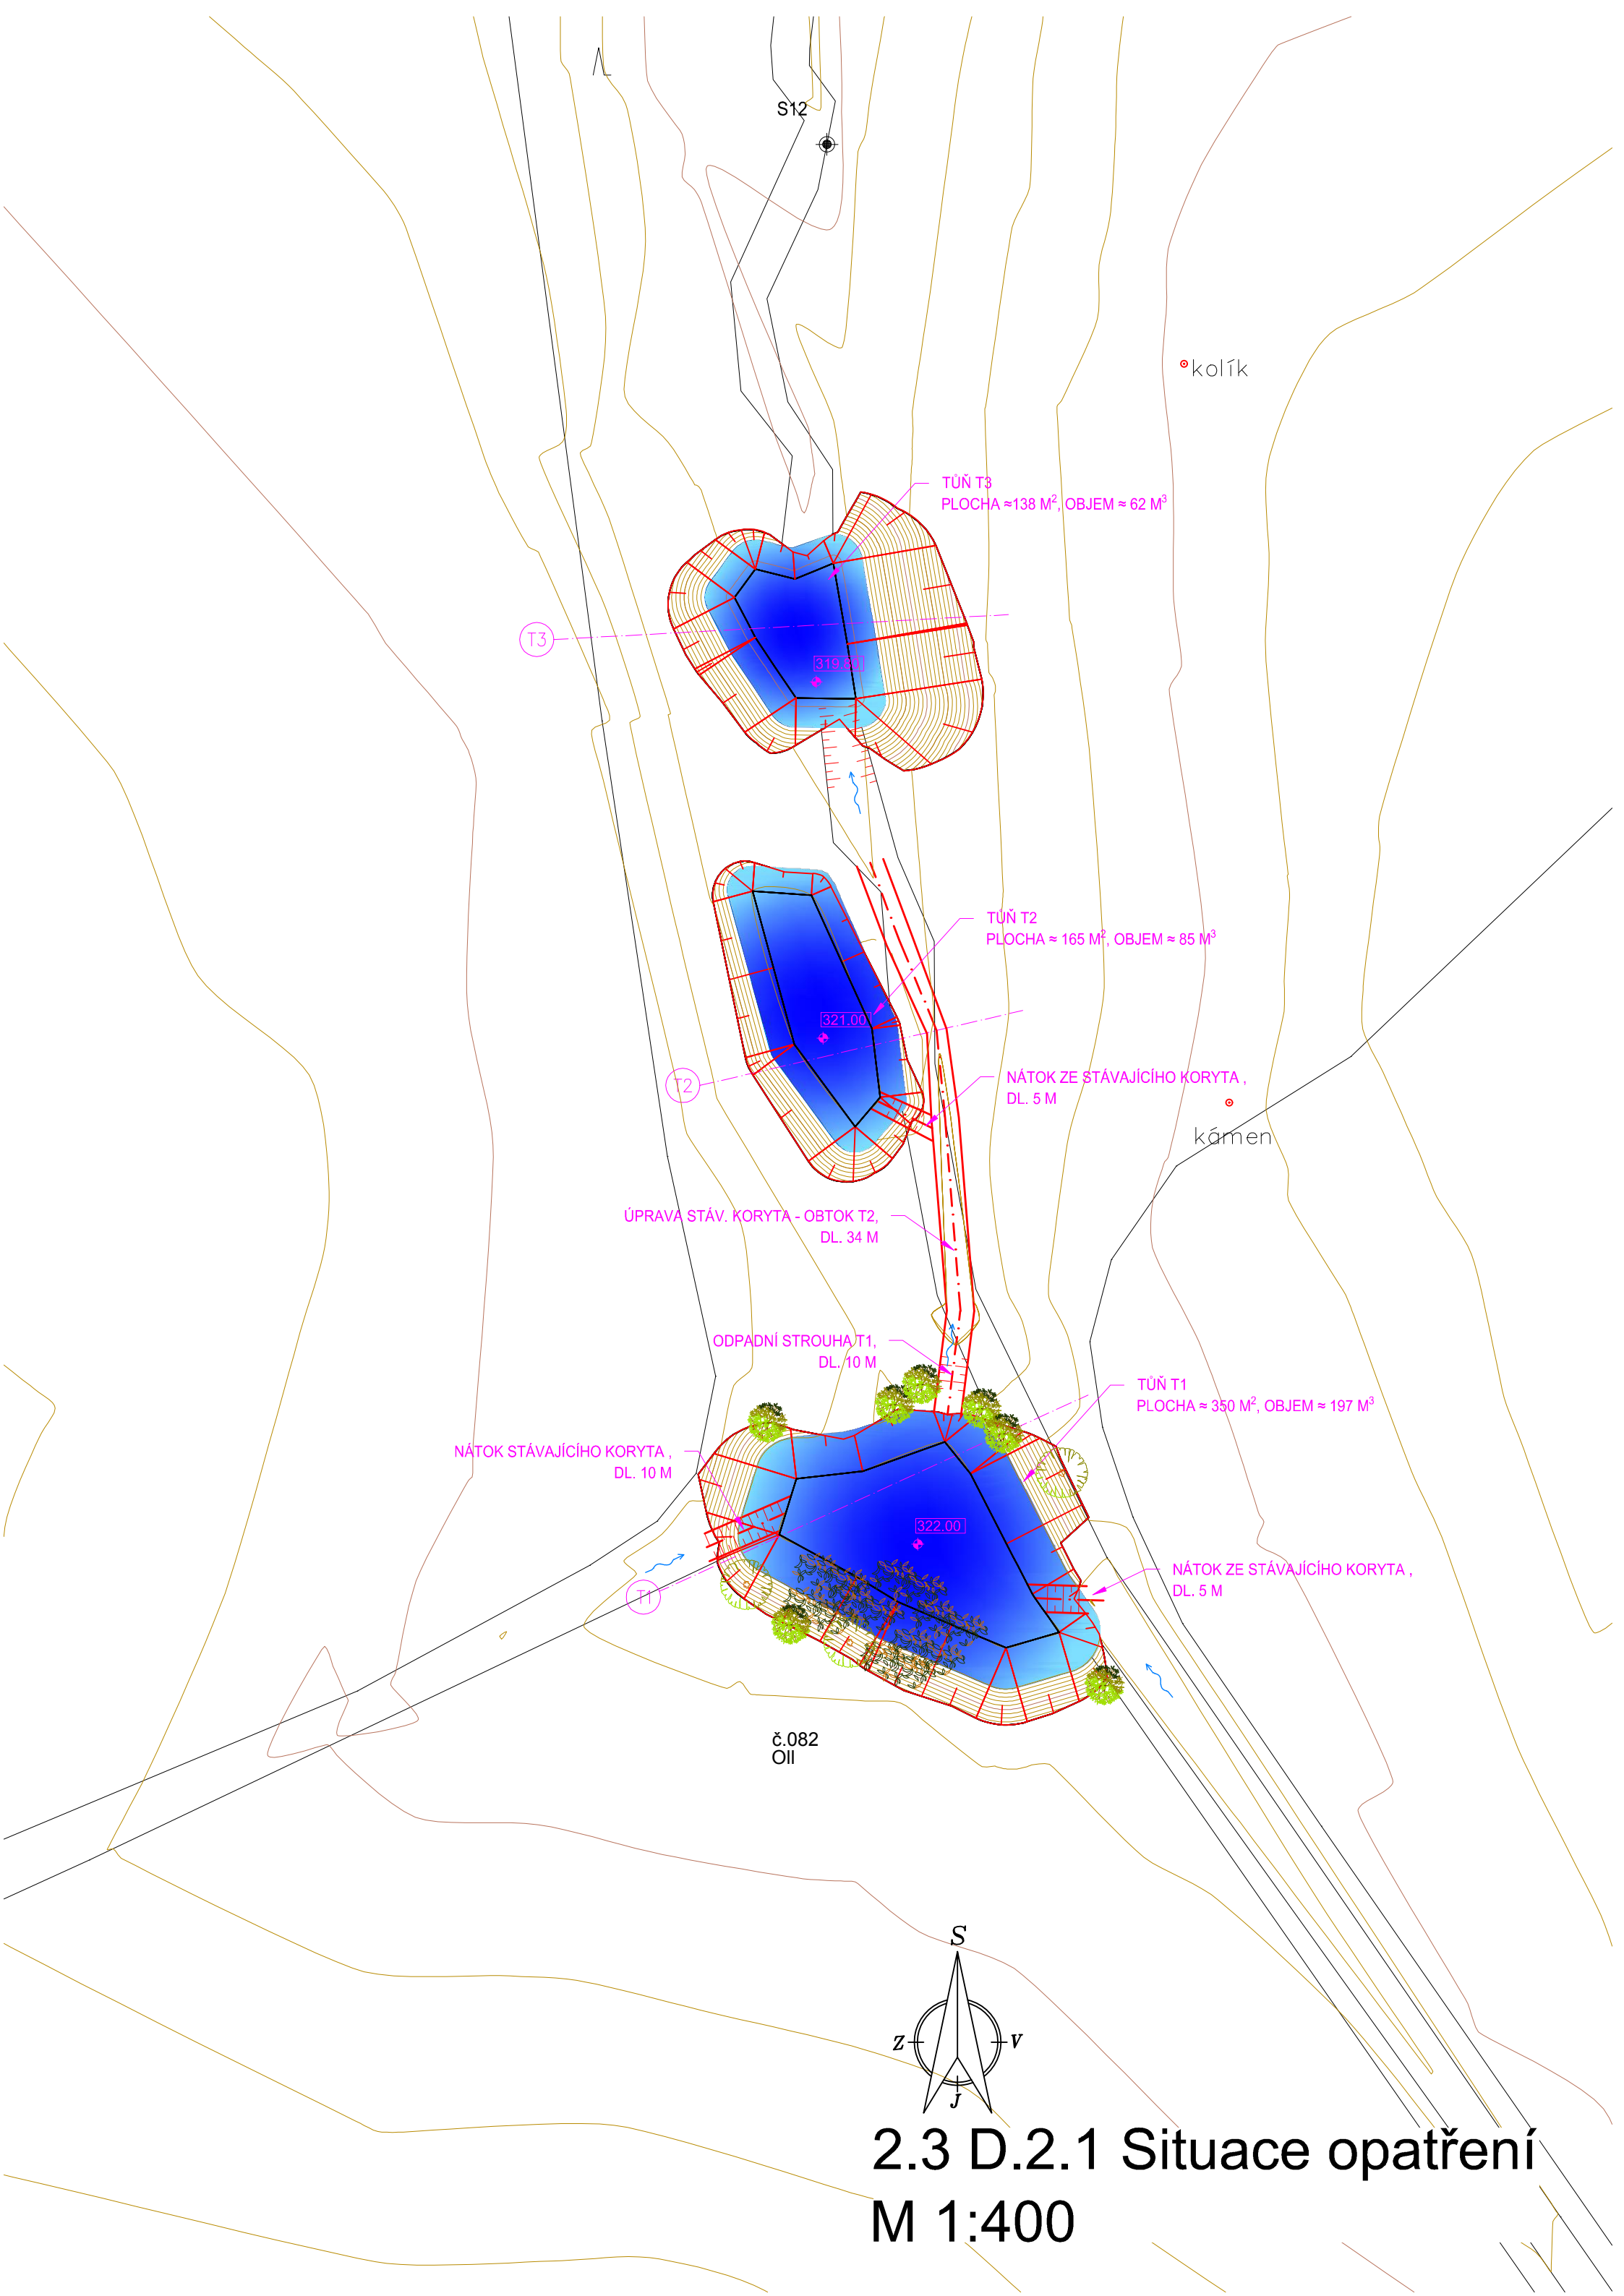 S12
kolík
TŮŇ T3
PLOCHA ≈138 M², OBJEM ≈ 62 M³
T3
319.80
TŮŇ T2
PLOCHA ≈ 165 M², OBJEM ≈ 85 M³
321.00
T2
NÁTOK ZE STÁVAJÍCÍHO KORYTA ,
DL. 5 M
kámen
ÚPRAVA STÁV. KORYTA - OBTOK T2,
DL. 34 M
ODPADNÍ STROUHA T1,
DL. 10 M
TŮŇ T1
PLOCHA ≈ 350 M², OBJEM ≈ 197 M³
NÁTOK STÁVAJÍCÍHO KORYTA ,
DL. 10 M
322.00
NÁTOK ZE STÁVAJÍCÍHO KORYTA ,
DL. 5 M
T1
č.082
OII
S
Z
V
J
2.3 D.2.1 Situace opatření
M 1:400